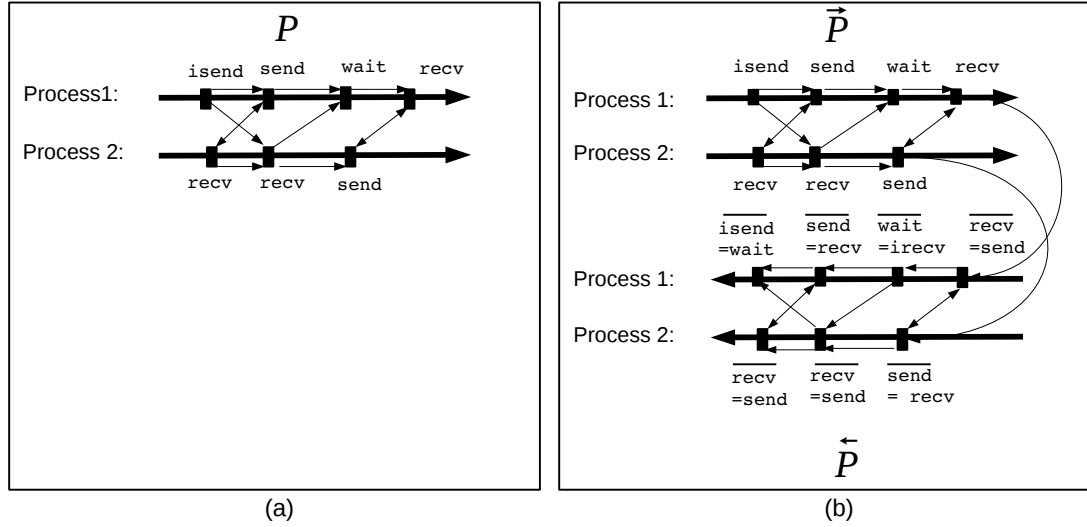 P
isend send wait recv
Process1:
Process 2:
recv recv send
(a)
P
isend send wait recv
Process 1:
Process 2:
recv recv send
isend send wait recv
=wait =recv =irecv =send
Process 1:
Process 2:
recv recv send
=send =send = recv
P
(b)